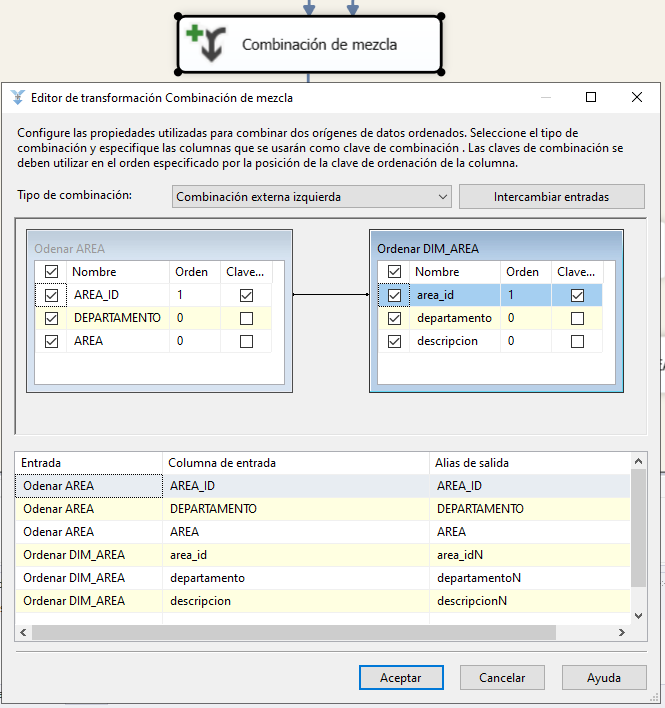 Combinación de mezcla
Editor de transformación Combinación de mezcla
Configure las propiedades utilizadas para combinar dos orígenes de datos ordenados. Seleccione el tipo de
combinación y especifique las columnas que se usarán como clave de combinación . Las claves de combinación se
deben utilizar en el orden especificado por la posición de la clave de ordenación de la columna.
Tipo de combinación: Combinación externa izquierda Intercambiar entradas
Odenar AREA
Nombre Orden Clave...
AREA_ID 1
DEPARTAMENTO 0
AREA 0
Ordenar DIM_AREA
Nombre Orden Clave...
area_id 1
departamento 0
descripcion 0
Entrada Columna de entrada Alias de salida
Odenar AREA AREA_ID AREA_ID
Odenar AREA DEPARTAMENTO DEPARTAMENTO
Odenar AREA AREA AREA
Ordenar DIM_AREA area_id area_idN
Ordenar DIM_AREA departamento departamentoN
Ordenar DIM_AREA descripcion descripcionN
Aceptar Cancelar Ayuda